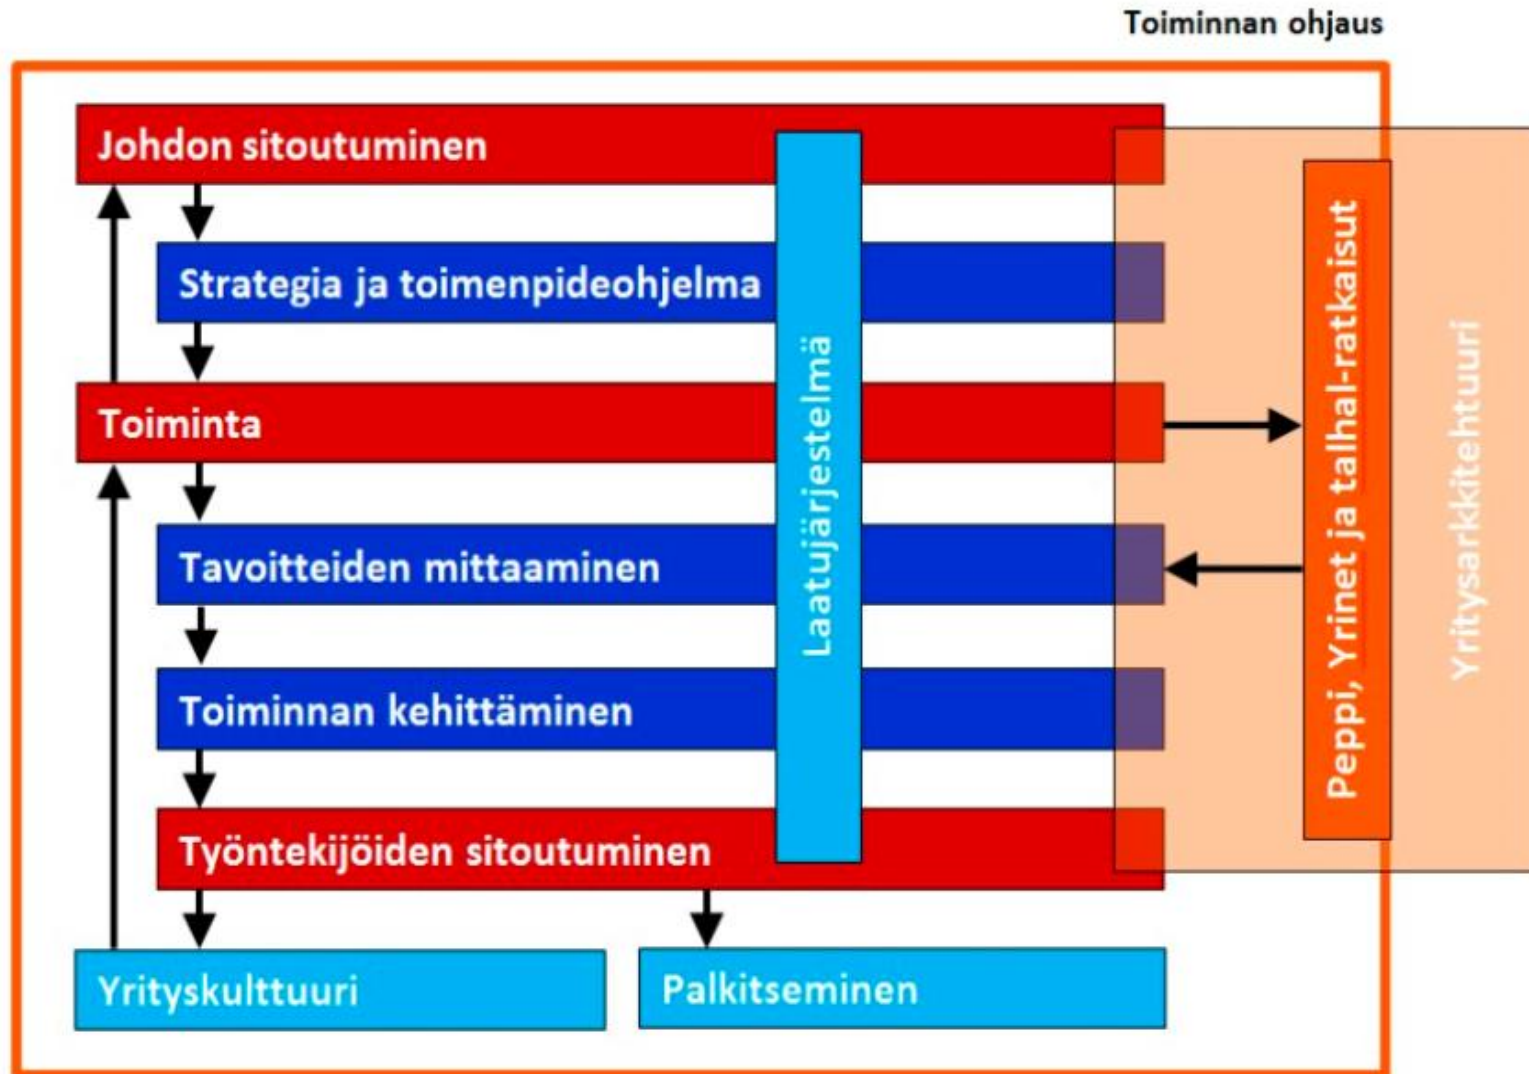 Toiminnan ohjaus
Johdon sitoutuminen
Strategia ja toimenpideohjelma
Toiminta
Tavoitteiden mittaaminen
Toiminnan kehittäminen
Työntekijöiden sitoutuminen
Yrityskulttuuri
Palkitseminen
Laatujärjestelmä
Peppi, Yrinet ja talhal-ratkaisut
Yritysarkkitehtuuri